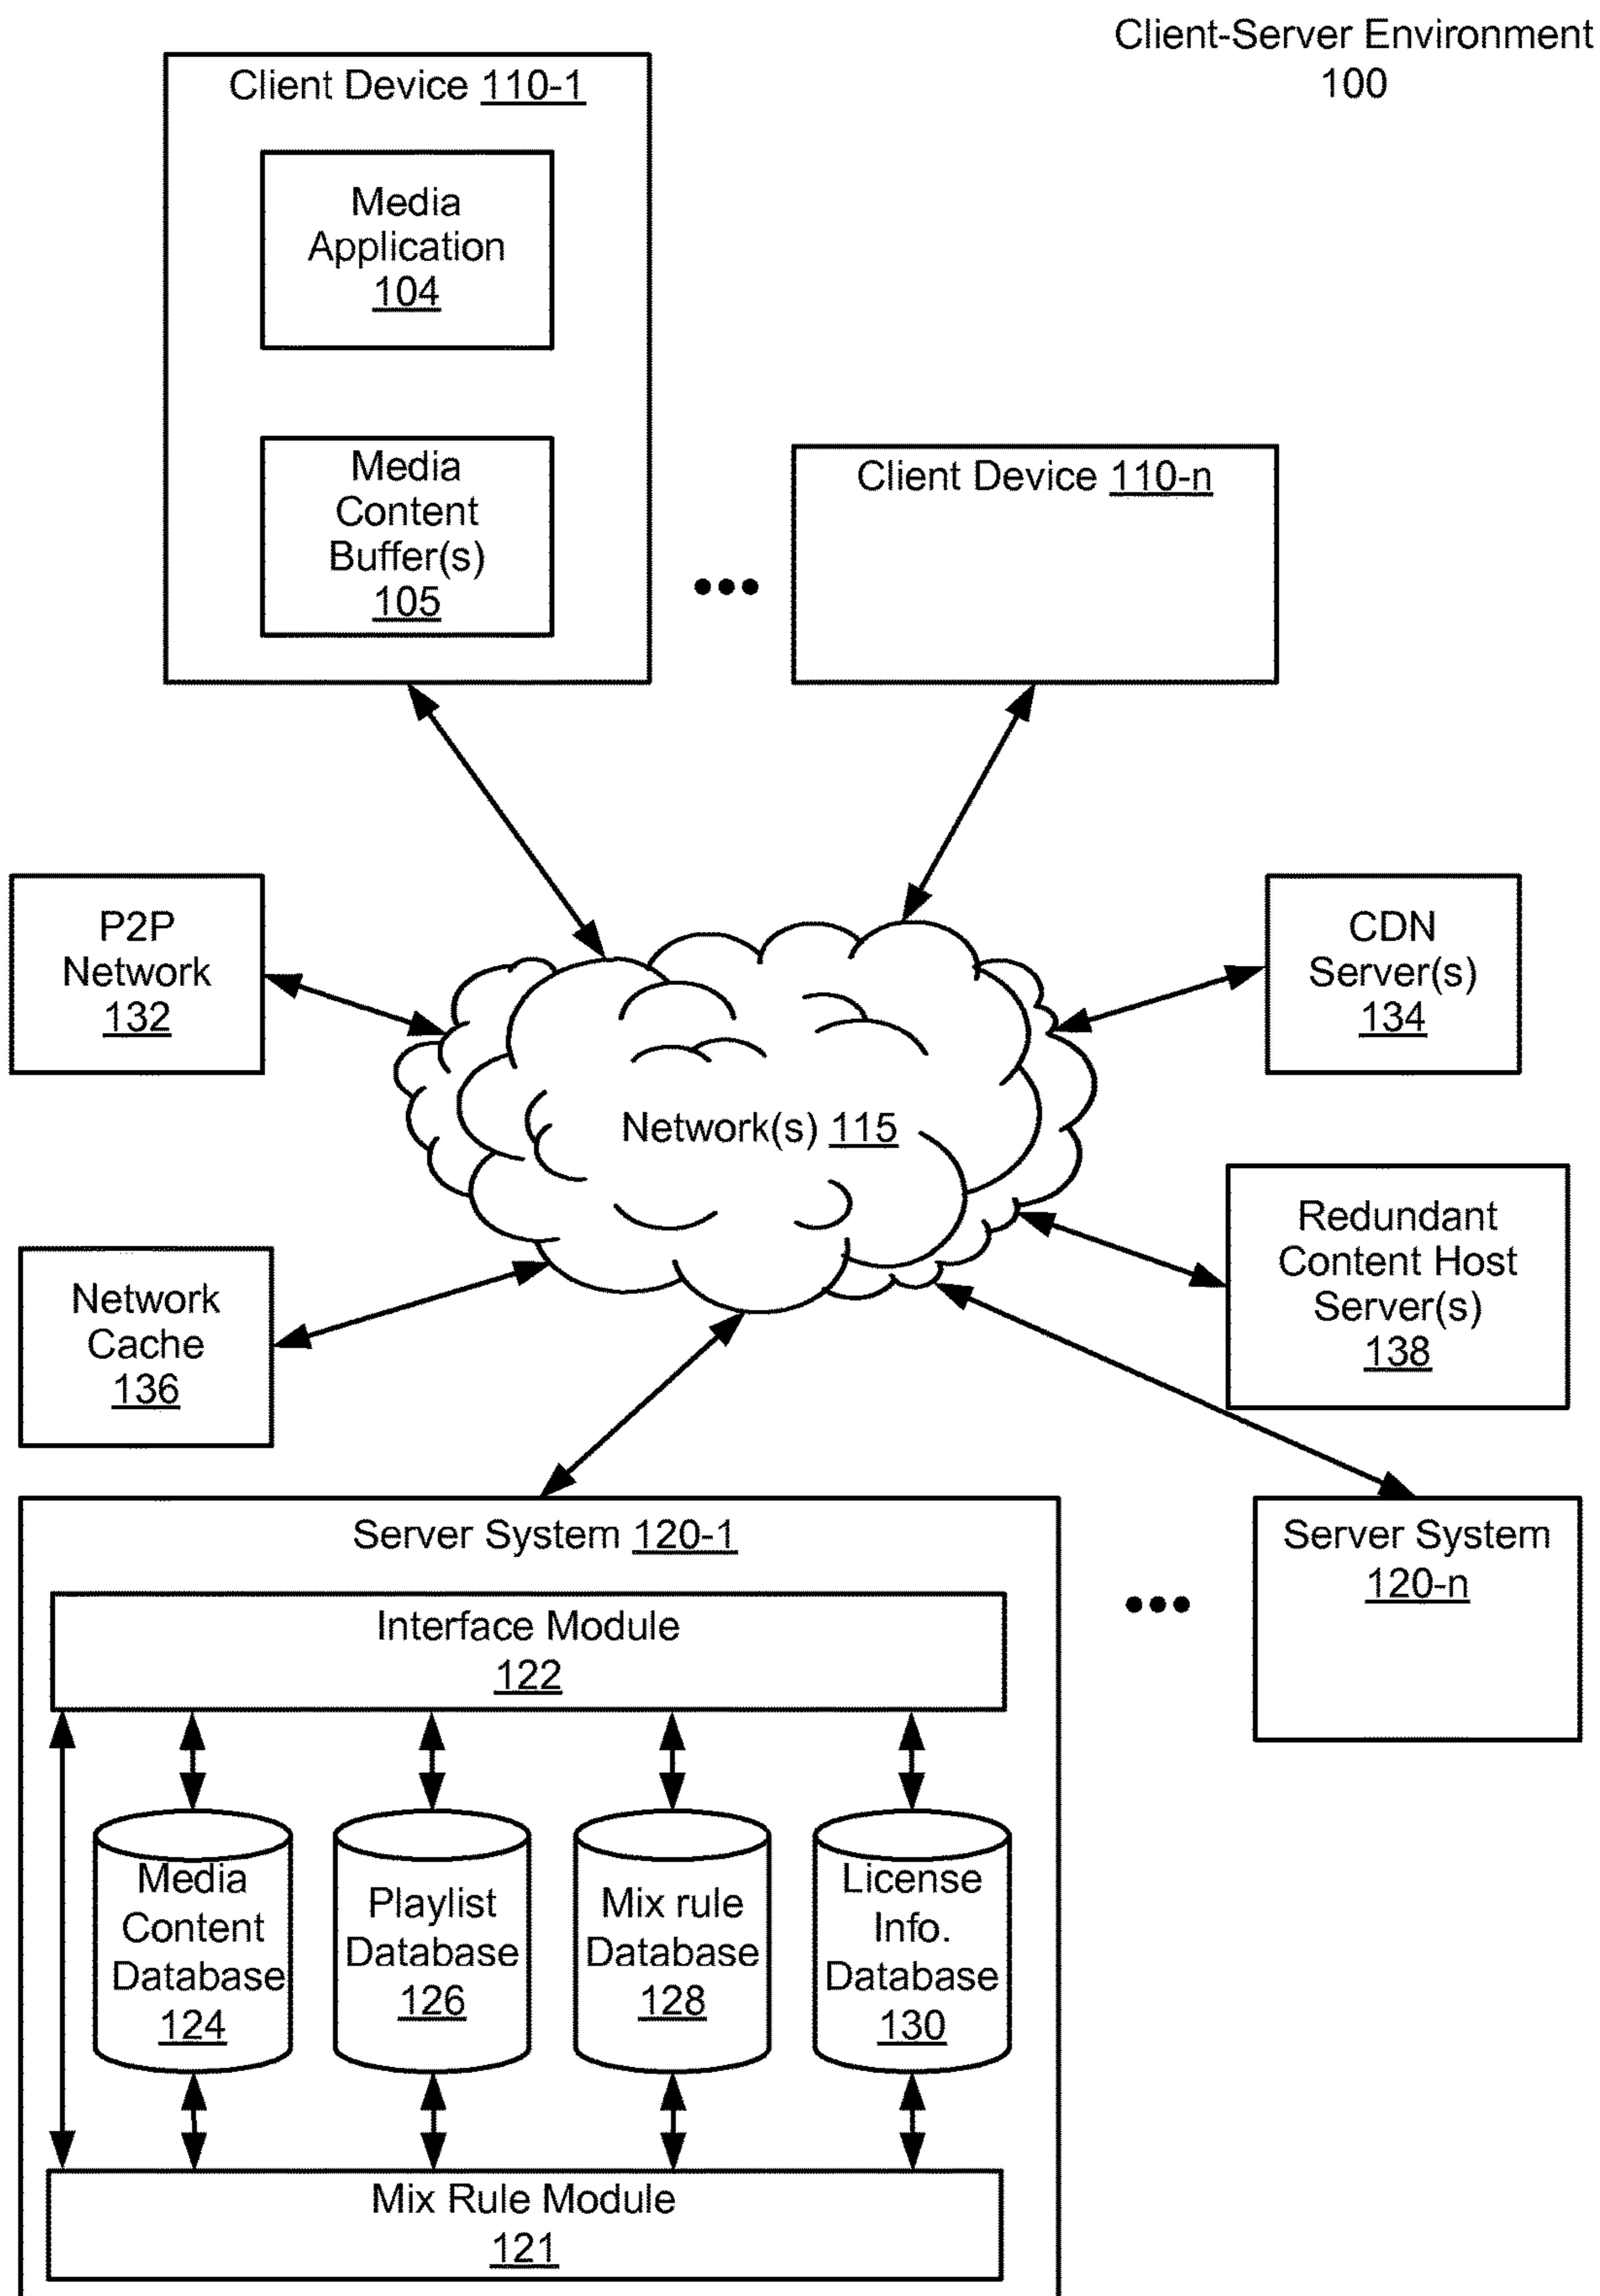 Client-Server Environment
100
Client Device 110-1
Media
Application
104
Media
Content
Buffer(s)
105
Client Device 110-n
P2P
Network
132
CDN
Server(s)
134
Network(s) 115
Redundant
Content Host
Server(s)
138
Network
Cache
136
Server System 120-1
Server System
120-n
Interface Module
122
Media
Content
Database
124
Playlist
Database
126
Mix rule
Database
128
License
Info.
Database
130
Mix Rule Module
121